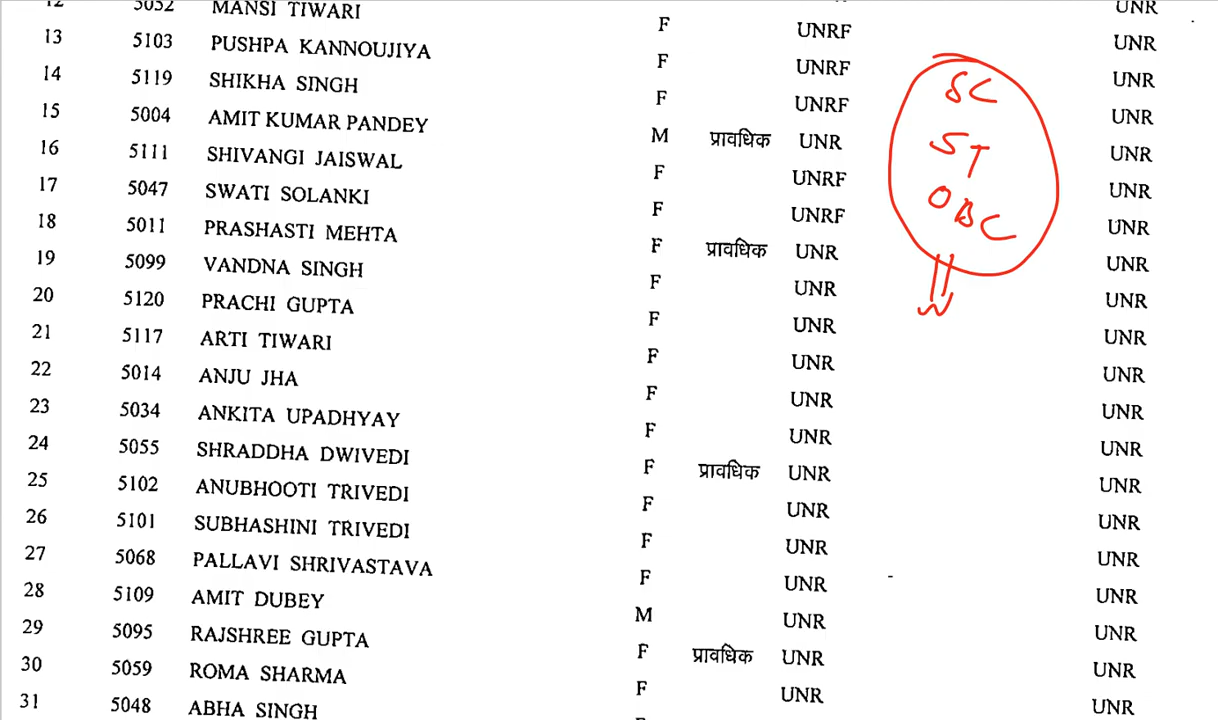 UNR
12 5052 MANSI TIWARI F UNRF UNR
13 5103 PUSHPA KANNOUJIYA F UNRF UNR
14 5119 SHIKHA SINGH F UNRF UNR
15 5004 AMIT KUMAR PANDEY M प्रावधिक UNR UNR
16 5111 SHIVANGI JAISWAL F UNRF UNR
17 5047 SWATI SOLANKI F UNRF UNR
18 5011 PRASHASTI MEHTA F प्रावधिक UNR UNR
19 5099 VANDNA SINGH F UNR UNR
20 5120 PRACHI GUPTA F UNR UNR
21 5117 ARTI TIWARI F UNR UNR
22 5014 ANJU JHA F UNR UNR
23 5034 ANKITA UPADHYAY F UNR UNR
24 5055 SHRADDHA DWIVEDI F प्रावधिक UNR UNR
25 5102 ANUBHOOTI TRIVEDI F UNR UNR
26 5101 SUBHASHINI TRIVEDI F UNR UNR
27 5068 PALLAVI SHRIVASTAVA F UNR UNR
28 5109 AMIT DUBEY M UNR UNR
29 5095 RAJSHREE GUPTA F प्रावधिक UNR UNR
30 5059 ROMA SHARMA F UNR UNR
31 5048 ABHA SINGH
SC
ST
OBC